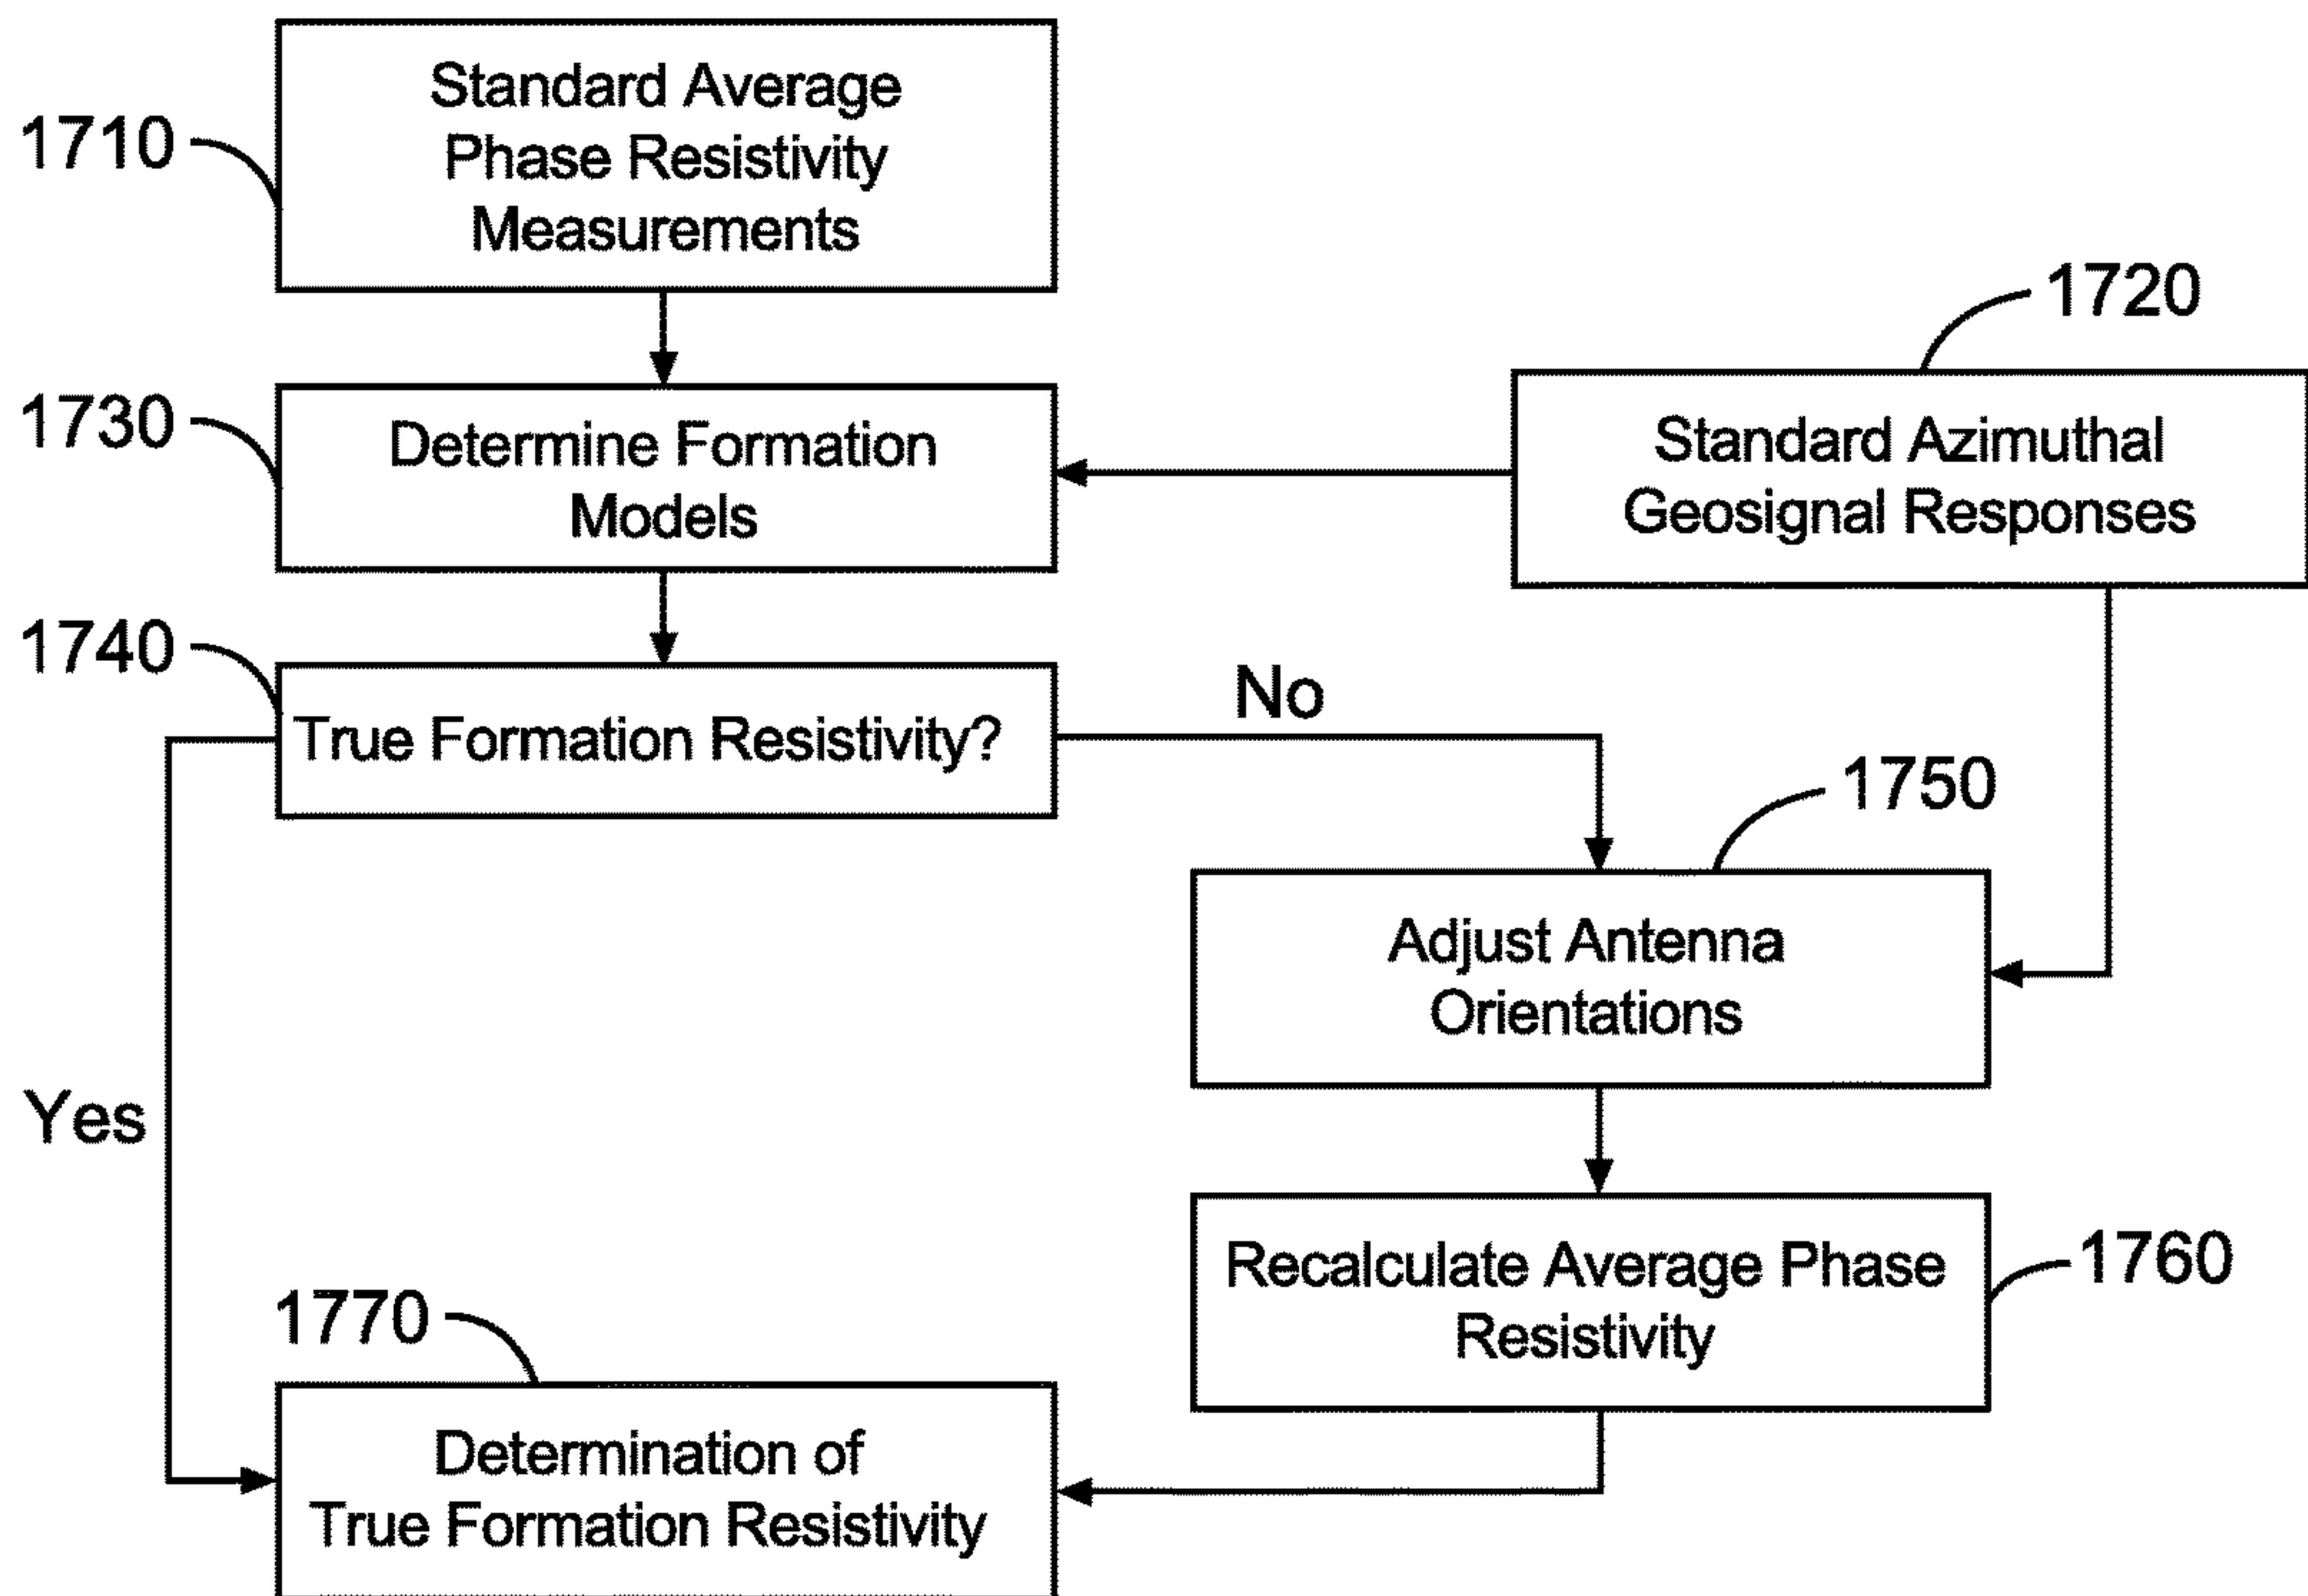 1710
Standard Average
Phase Resistivity
Measurements
1720
1730
Determine Formation
Models
Standard Azimuthal
Geosignal Responses
1740
True Formation Resistivity?
No
1750
Adjust Antenna
Orientations
Yes
1760
Recalculate Average Phase
Resistivity
1770
Determination of
True Formation Resistivity